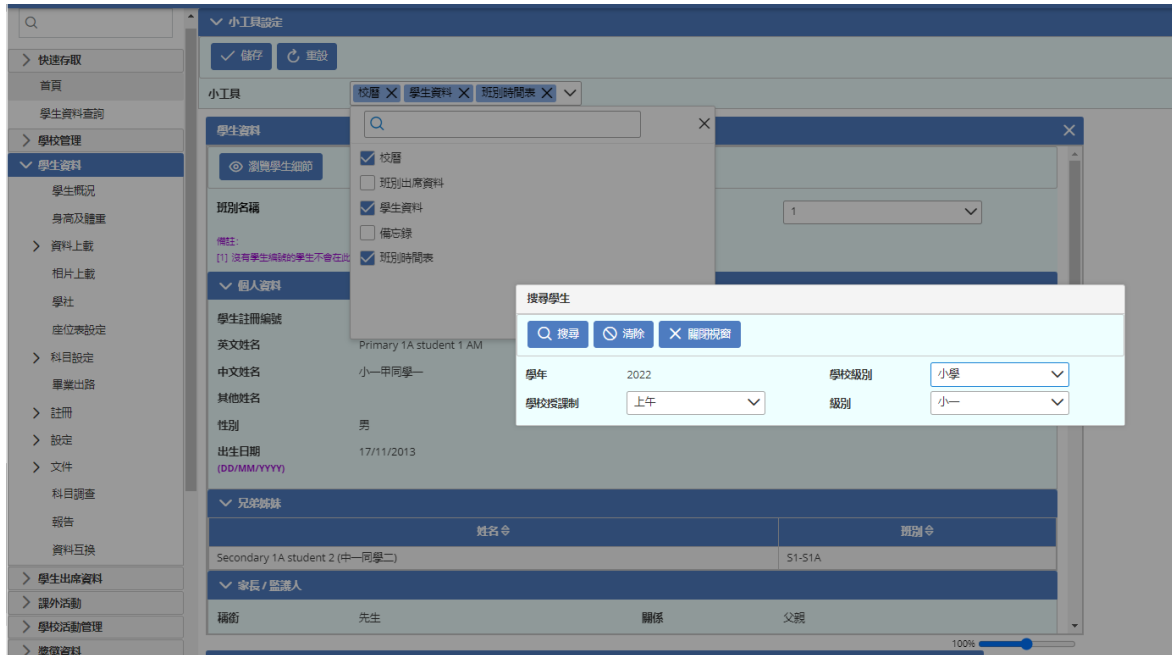 小工具設定
快速存取
儲存 重設
首頁
小工具 校曆 學生資料 班別時間表
學生資料查詢
學校管理
學生資料
學生資料
校曆
瀏覽學生細節
班別出席資料
學生概況
班別名稱
學生資料
1
身高及體重
備忘錄
備註:
[1] 沒有學生編號的學生不會在此
班別時間表
資料上載
相片上載
個人資料
搜尋學生
學社
學生註冊編號
搜尋 清除 關閉視窗
座位表設定
英文姓名 Primary 1A student 1 AM
科目設定
中文姓名 小一甲同學一
學年 2022 學校級別 小學
畢業出路
其他姓名
學校授課制 上午 級別 小一
註冊
性別 男
設定
出生日期 17/11/2013
(DD/MM/YYYY)
文件
科目調查
兄弟姊妹
報告
姓名 班別
資料互換
Secondary 1A student 2 (中一同學二) S1-S1A
學生出席資料
家長 / 監護人
課外活動
稱銜 先生 關係 父親
學校活動管理
100%
獎懲資料